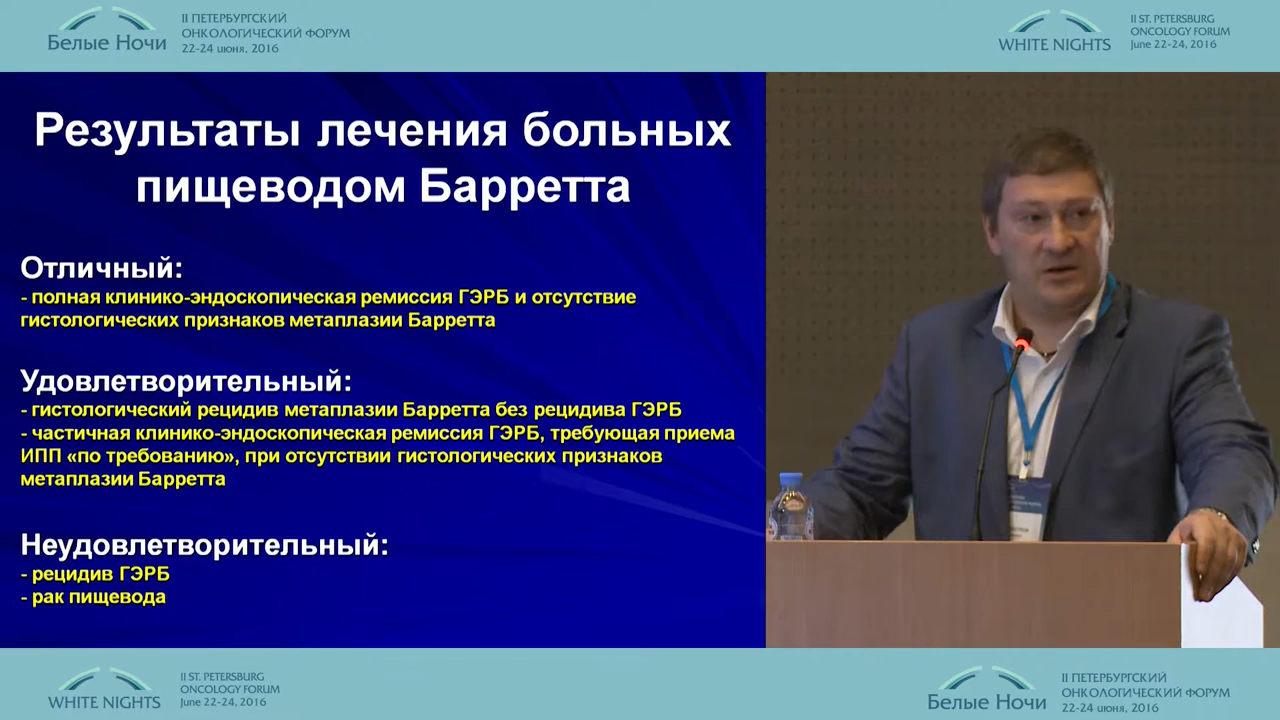 Белые Ночи
II ПЕТЕРБУРГСКИЙ
ОНКОЛОГИЧЕСКИЙ ФОРУМ
22-24 июня, 2016
WHITE NIGHTS
II ST. PETERSBURG
ONCOLOGY FORUM
June 22-24, 2016
Результаты лечения больных
пищеводом Барретта
Отличный:
- полная клинико-эндоскопическая ремиссия ГЭРБ и отсутствие
гистологических признаков метаплазии Барретта
Удовлетворительный:
- гистологический рецидив метаплазии Барретта без рецидива ГЭРБ
- частичная клинико-эндоскопическая ремиссия ГЭРБ, требующая приема
ИПП «по требованию», при отсутствии гистологических признаков
метаплазии Барретта
Неудовлетворительный:
- рецидив ГЭРБ
- рак пищевода
WHITE NIGHTS
II ST. PETERSBURG
ONCOLOGY FORUM
June 22-24, 2016
Белые Ночи
II ПЕТЕРБУРГСКИЙ
ОНКОЛОГИЧЕСКИЙ ФОРУМ
22-24 июня, 2016